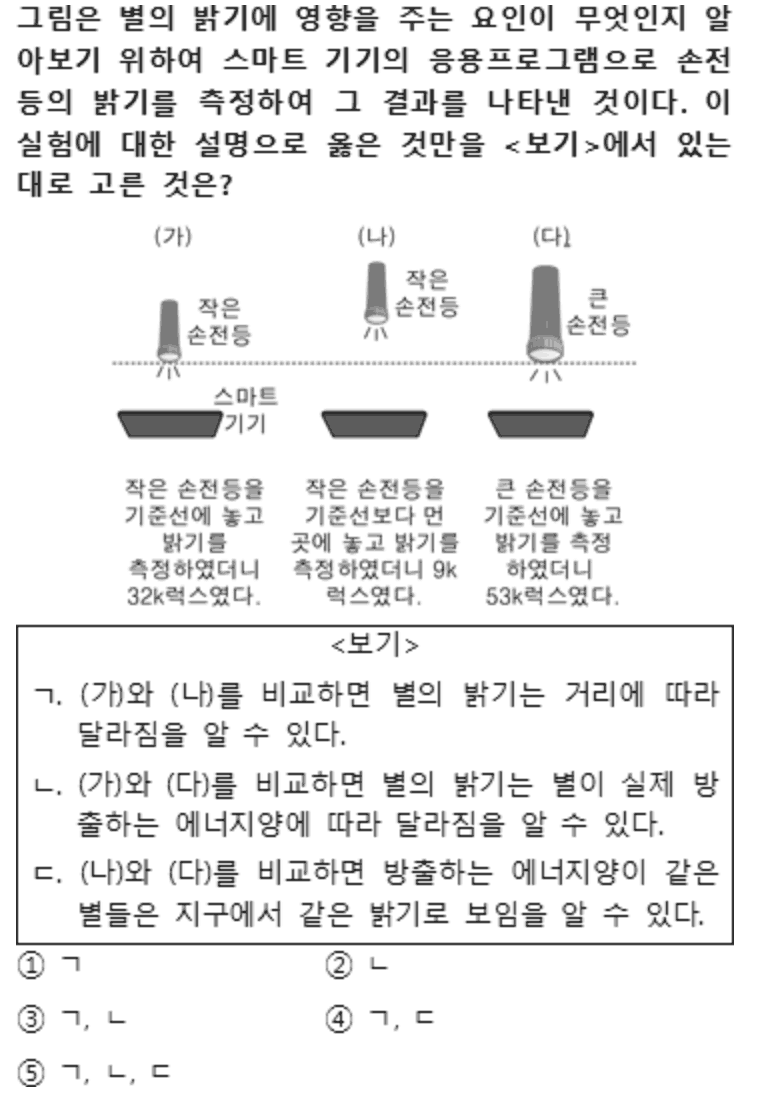 그림은 별의 밝기에 영향을 주는 요인이 무엇인지 알
아보기 위하여 스마트 기기의 응용프로그램으로 손전
등의 밝기를 측정하여 그 결과를 나타낸 것이다. 이
실험에 대한 설명으로 옳은 것만을 <보기>에서 있는
대로 고른 것은?
(가) (나) (다)
작은
손전등
작은
손전등
큰
손전등
스마트
기기
작은 손전등을
기준선에 놓고
밝기를
측정하였더니
32k럭스였다.
작은 손전등을
기준선보다 먼
곳에 놓고 밝기를
측정하였더니 9k
럭스였다.
큰 손전등을
기준선에 놓고
밝기를 측정
하였더니
53k럭스였다.
<보기>
ㄱ. (가)와 (나)를 비교하면 별의 밝기는 거리에 따라
달라짐을 알 수 있다.
ㄴ. (가)와 (다)를 비교하면 별의 밝기는 별이 실제 방
출하는 에너지양에 따라 달라짐을 알 수 있다.
ㄷ. (나)와 (다)를 비교하면 방출하는 에너지양이 같은
별들은 지구에서 같은 밝기로 보임을 알 수 있다.
① ㄱ ② ㄴ
③ ㄱ, ㄴ ④ ㄱ, ㄷ
⑤ ㄱ, ㄴ, ㄷ